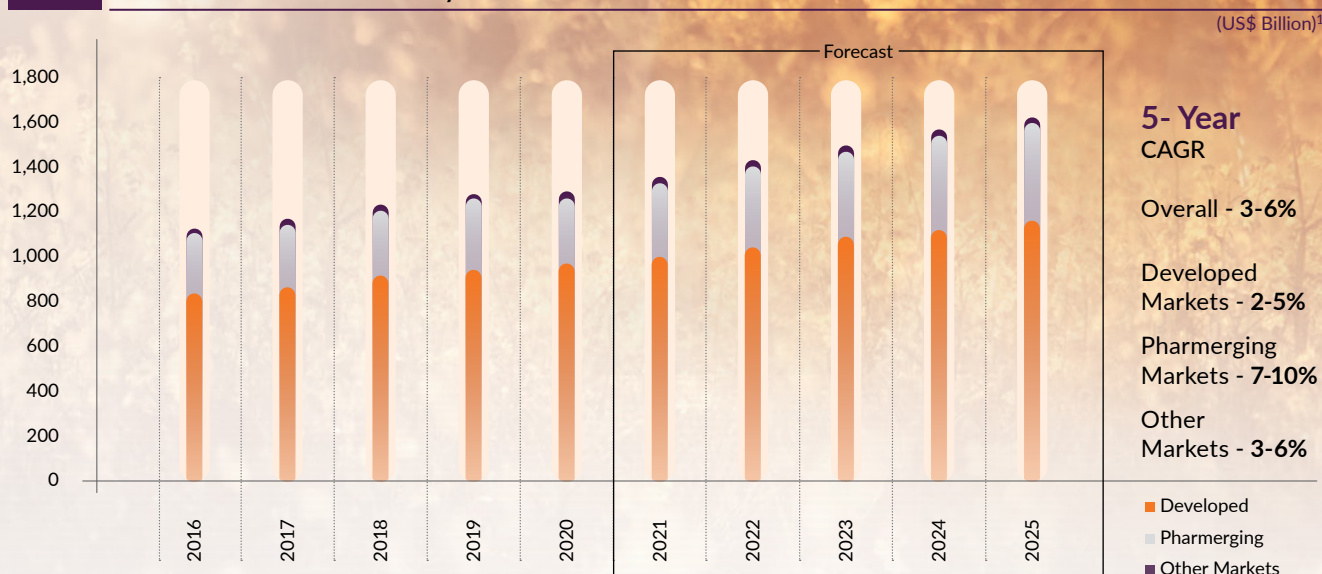 (US$ Billion)1
Forecast
1,800
1,600
1,400
1,200
1,000
800
600
400
200
0
2016
2017
2018
2019
2020
2021
2022
2023
2024
2025
5- Year
CAGR
Overall - 3-6%
Developed
Markets - 2-5%
Pharmerging
Markets - 7-10%
Other
Markets - 3-6%
Developed
Pharmerging
Other Markets